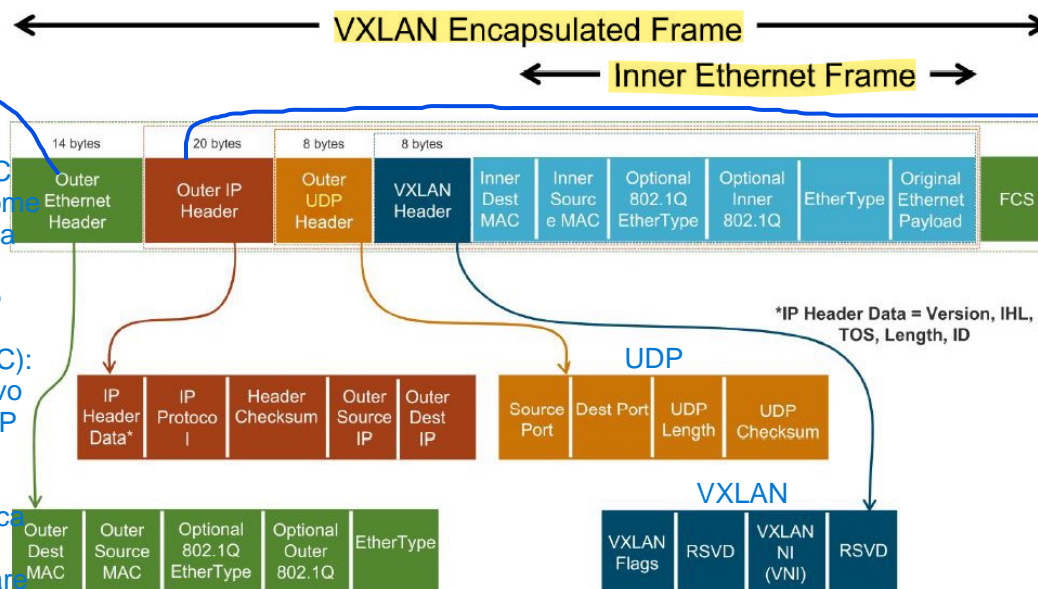 VXLAN Encapsulated Frame
Inner Ethernet Frame
14 bytes
20 bytes
8 bytes
8 bytes
Outer
Ethernet
Header
Outer IP
Header
Outer
UDP
Header
VXLAN
Header
Inner
Dest
MAC
Inner
Sourc
e MAC
Optional
802.1Q
EtherType
Optional
Inner
802.1Q
EtherType
Original
Ethernet
Payload
FCS
C
ome
a
C):
vo
P
ca
are
*IP Header Data = Version, IHL,
TOS, Length, ID
UDP
IP
Header
Data*
IP
Protoco
l
Header
Checksum
Outer
Source
IP
Outer
Dest
IP
Source
Port
Dest Port
UDP
Length
UDP
Checksum
VXLAN
Outer
Dest
MAC
Outer
Source
MAC
Optional
802.1Q
EtherType
Optional
Outer
802.1Q
EtherType
VXLAN
Flags
RSVD
VXLAN
NI
(VNI)
RSVD